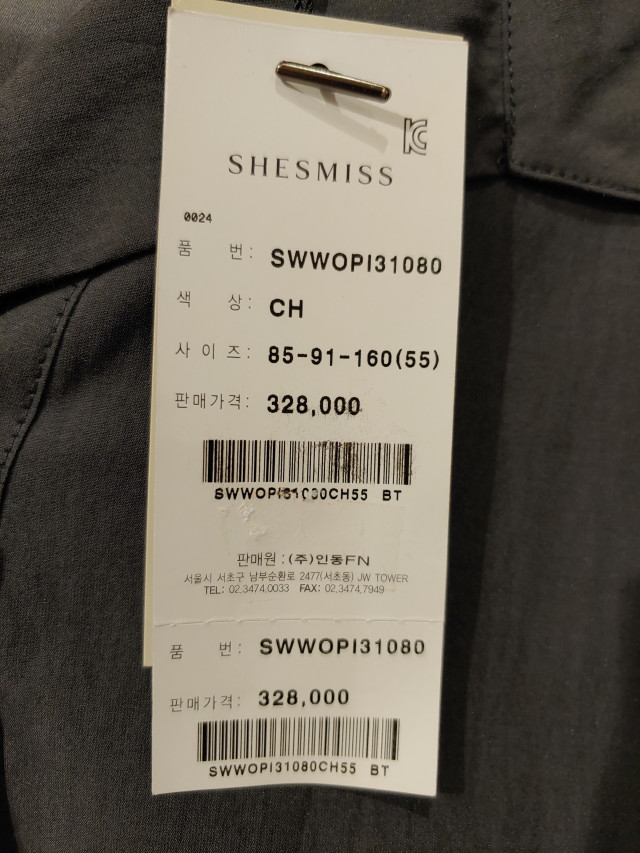 KC
SHESMISS
0024
품 번: SWWOPI31080
색 상: CH
사 이 즈: 85-91-160(55)
판매가격: 328,000
SWWOPI31080CH55 BT
판매원 : (주)인동FN
서울시 서초구 남부순환로 2477(서초동) JW TOWER
TEL: 02.3474.0033 FAX: 02.3474.7949
품 번: SWWOPI31080
판매가격: 328,000
SWWOPI31080CH55 BT